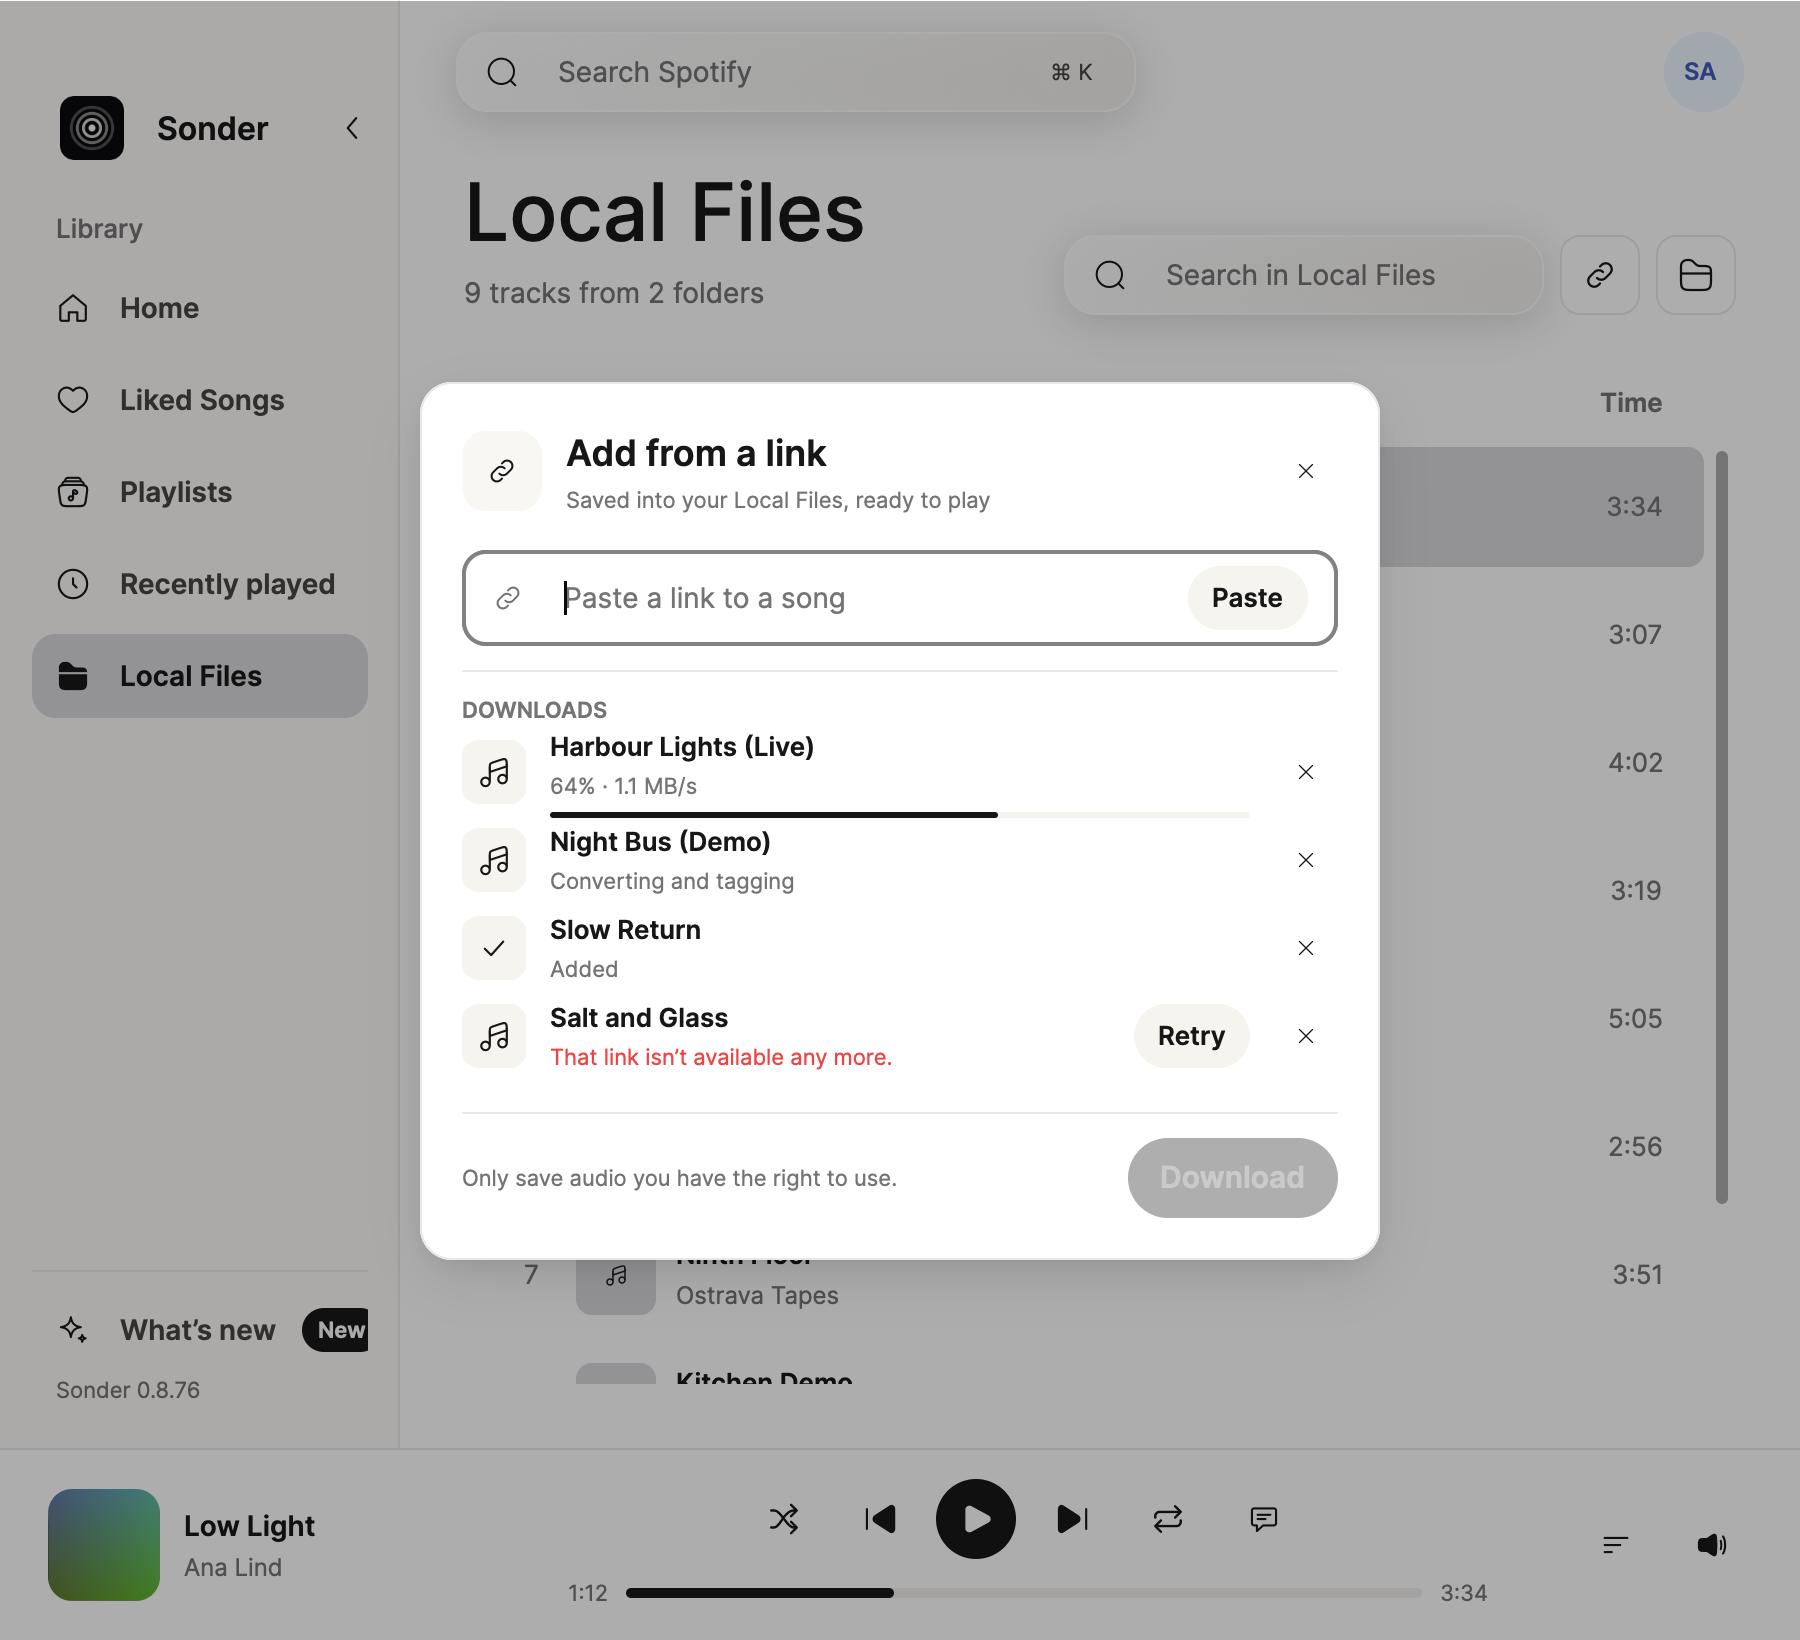 Search Spotify
⌘ K
SA
Sonder
Library
Home
Liked Songs
Playlists
Recently played
Local Files
What's new
New
Sonder 0.8.76
Local Files
9 tracks from 2 folders
Search in Local Files
Time
3:34
3:07
4:02
3:19
5:05
2:56
Add from a link
Saved into your Local Files, ready to play
Paste a link to a song
Paste
DOWNLOADS
Harbour Lights (Live)
64% · 1.1 MB/s
Night Bus (Demo)
Converting and tagging
Slow Return
Added
Salt and Glass
That link isn’t available any more.
Retry
Only save audio you have the right to use.
Download
7
Ninth Floor
Ostrava Tapes
3:51
Kitchen Demo
Low Light
Ana Lind
1:12
3:34